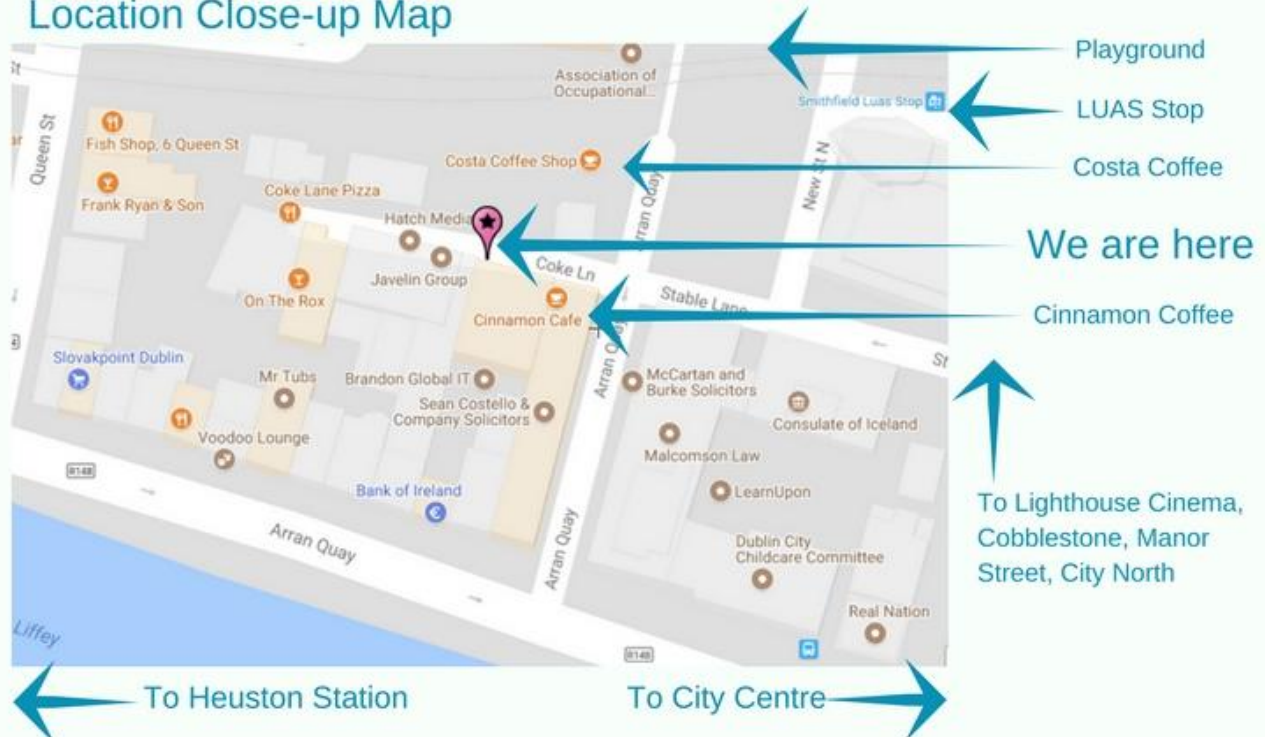 Location Close-up Map
Playground
Association of
Occupational...
St
Smithfield Luas Stop
LUAS Stop
Queen St
Fish Shop, 6 Queen St
Costa Coffee Shop
Costa Coffee
New St N
Frank Ryan & Son
Coke Lane Pizza
Arran Quay
Hatch Media
We are here
Javelin Group
Coke Ln
On The Rox
Stable Lane
Cinnamon Cafe
Cinnamon Coffee
Slovakpoint Dublin
St
Mr Tubs
Brandon Global IT
Arran Quay
McCartan and
Burke Solicitors
Sean Costello &
Company Solicitors
Consulate of Iceland
Voodoo Lounge
Malcomson Law
R148
Bank of Ireland
LearnUpon
To Lighthouse Cinema,
Cobblestone, Manor
Street, City North
Arran Quay
Arran Quay
Dublin City
Childcare Committee
Real Nation
Liffey
R148
To Heuston Station
To City Centre